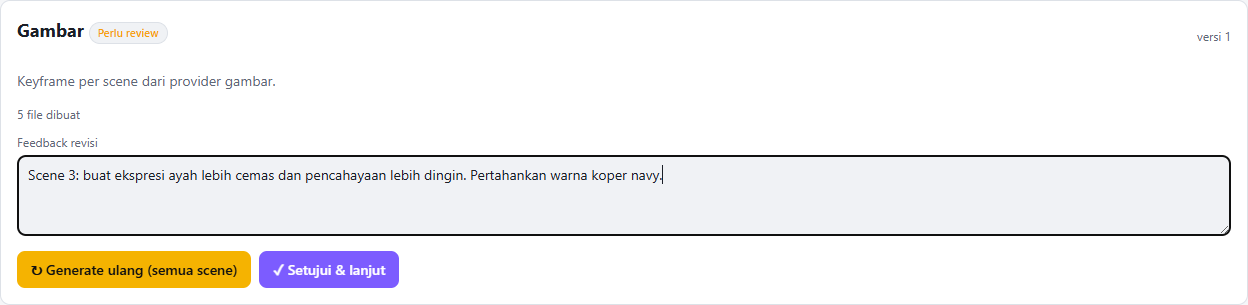 Gambar Perlu review
versi 1
Keyframe per scene dari provider gambar.
5 file dibuat
Feedback revisi
Scene 3: buat ekspresi ayah lebih cemas dan pencahayaan lebih dingin. Pertahankan warna koper navy.
↻ Generate ulang (semua scene) ✓ Setujui & lanjut